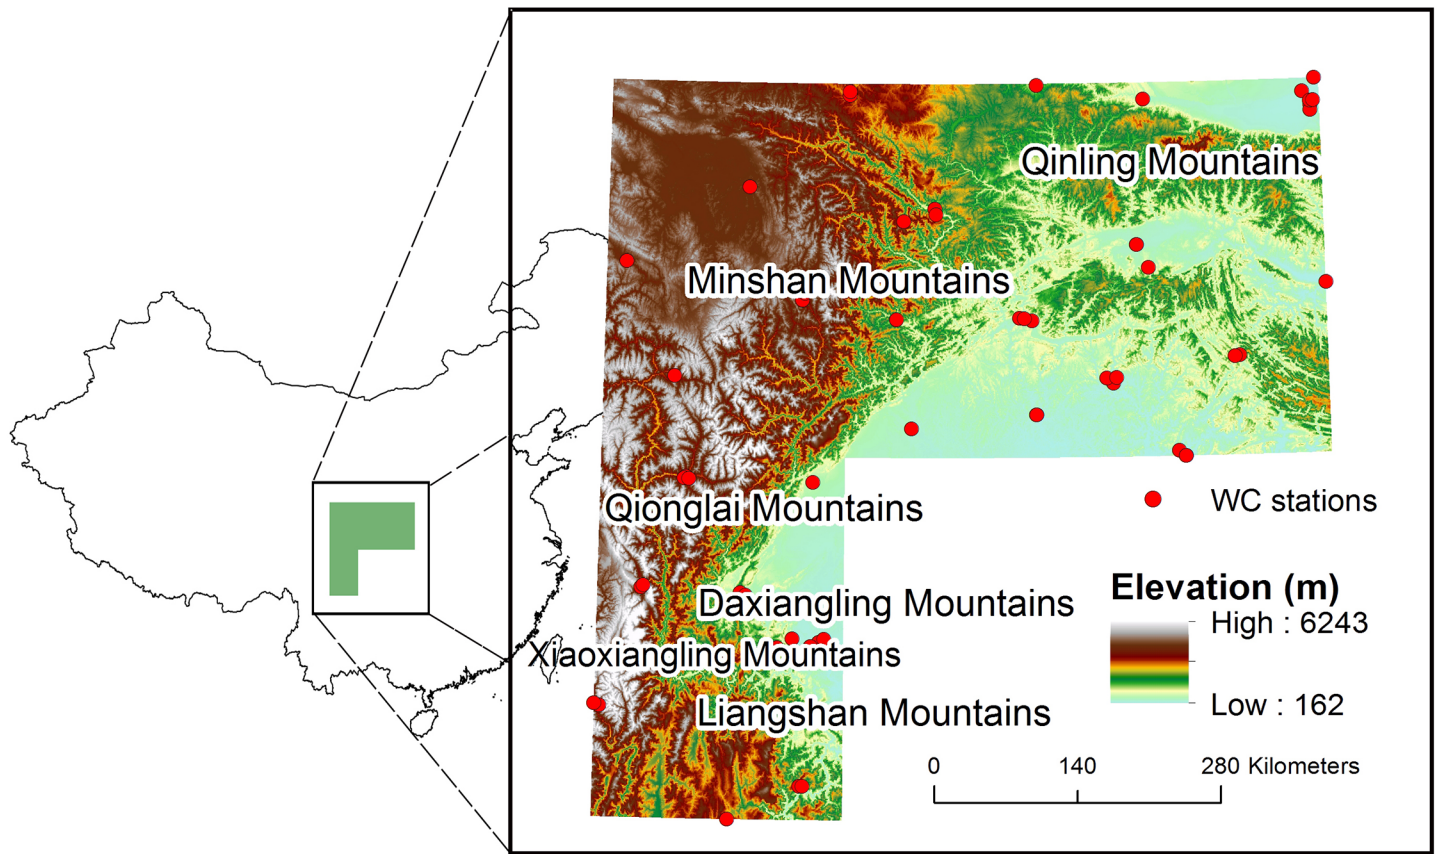 Qinling Mountains
Minshan Mountains
Qionglai Mountains
WC stations
Daxiangling Mountains
Elevation (m)
High : 6243
Xiaoxiangling Mountains
Low : 162
Liangshan Mountains
0 140 280 Kilometers